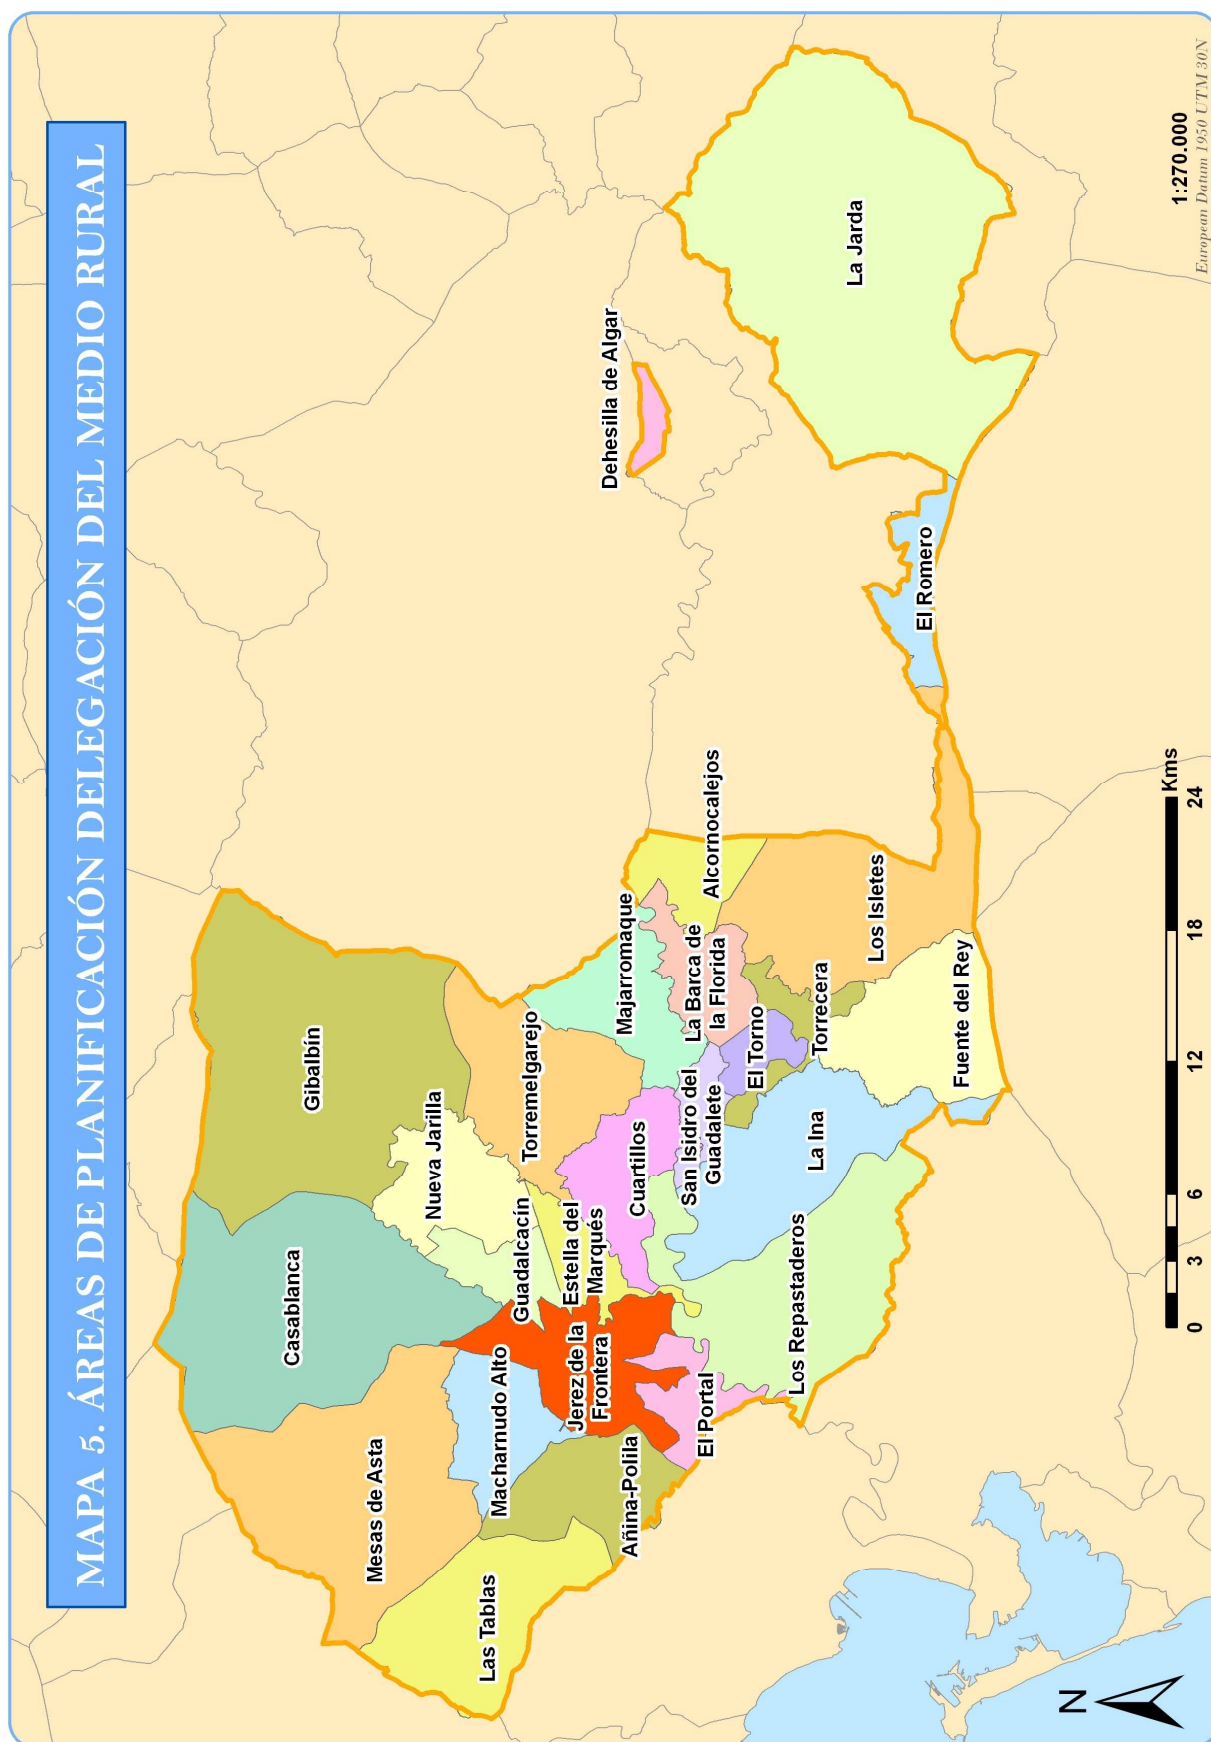 MAPA 5. ÁREAS DE PLANIFICACIÓN DELEGACIÓN DEL MEDIO RURAL
Gibalbín
Casablanca
Nueva Jarilla
Mesas de Asta
Torremelgarejo
Guadalcacín
Macharnudo Alto
Las Tablas
Estella del
Marqués
Jerez de la
Frontera
Dehesilla de Algar
Majarromaque
Cuartillos
Añina-Polila
Alcornocalejos
La Barca de
la Florida
San Isidro del
Guadalete
El Portal
El Torno
Los Repastaderos
La Ina
Torrecera
La Jarda
Los Isletes
El Romero
Fuente del Rey
N
0 3 6 12 18 24
Kms
1:270.000
European Datum 1950 UTM 30N